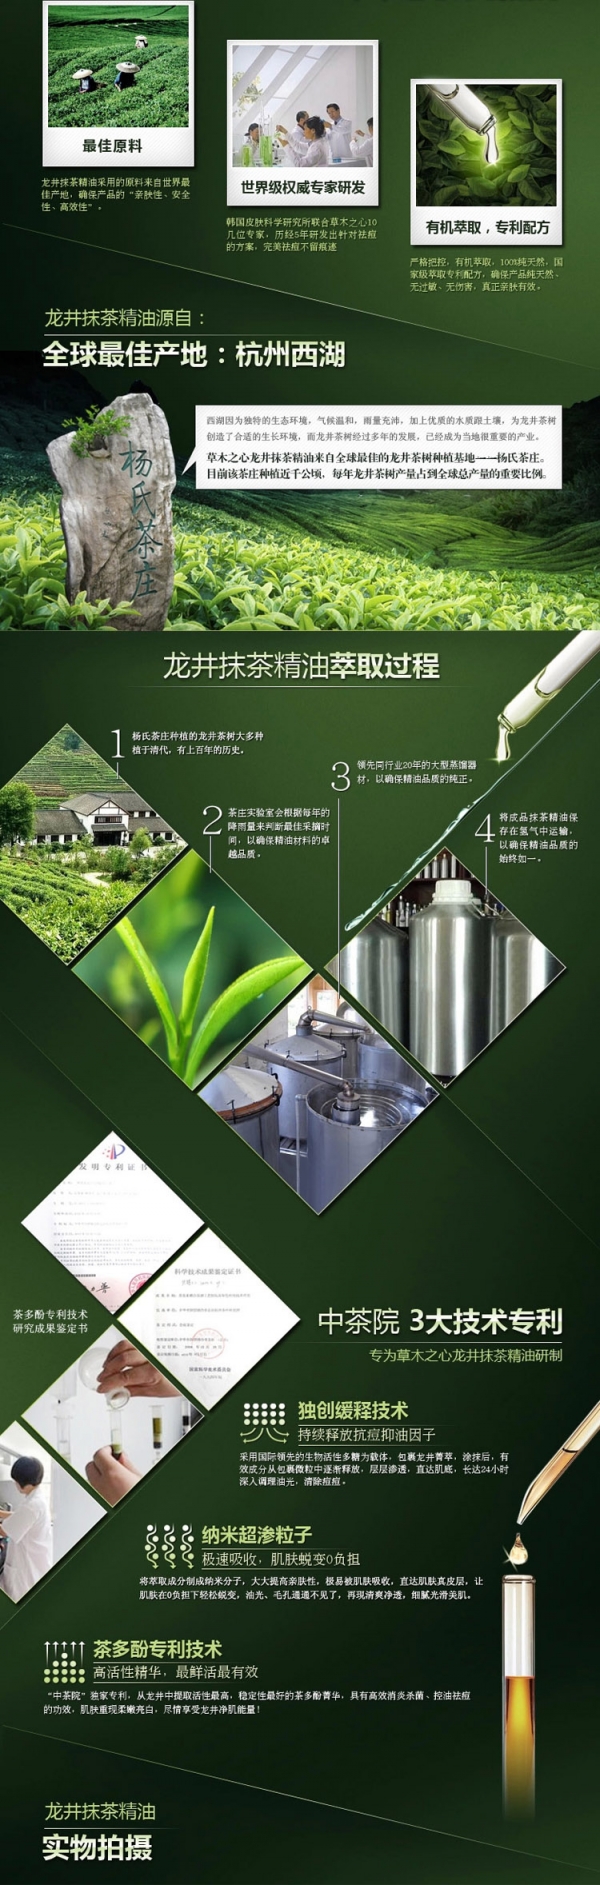 最佳原料
龙井抹茶精油采用的原料来自世界最
佳产地，确保产品的“亲肤性、安全
性、高效性”。
世界级权威专家研发
韩国皮肤科学研究所联合草木之心10
几位专家，历经5年研发出针对祛痘
的方案，完美祛痘不留痕迹
有机萃取，专利配方
严格把控，有机萃取，100%纯天然，国
家级萃取专利配方，确保产品纯天然、
无过敏、无伤害，真正亲肤有效。
龙井抹茶精油源自：
全球最佳产地：杭州西湖
西湖因为独特的生态环境，气候温和，雨量充沛，加上优质的水质跟土壤，为龙井茶树
创造了合适的生长环境，而龙井茶树经过多年的发展，已经成为当地很重要的产业。
草木之心龙井抹茶精油来自全球最佳的龙井茶树种植基地——杨氏茶庄。
目前该茶庄种植近千公顷，每年龙井茶树产量占到全球总产量的重要比例。
杨氏茶庄
龙井抹茶精油萃取过程
1 杨氏茶庄种植的龙井茶树大多种
植于清代，有上百年的历史。
2 茶庄实验室会根据每年的
降雨量来判断最佳采摘时
间，以确保精油材料的卓
越品质。
3 领先同行业20年的大型蒸馏器
材，以确保精油品质的纯正。
4 将成品抹茶精油保
存在氮气中运输，
以确保精油品质的
始终如一。
发明专利证书
科学技术成果鉴定证书
茶多酚专利技术
研究成果鉴定书
中茶院 3大技术专利
专为草木之心龙井抹茶精油研制
独创缓释技术
持续释放抗痘抑油因子
采用国际领先的生物活性多糖为载体，包裹龙井菁萃，涂抹后，有
效成分从包裹微粒中逐渐释放，层层渗透，直达肌底，长达24小时
深入调理油光，清除痘痘。
纳米超渗粒子
极速吸收，肌肤蜕变0负担
将萃取成分制成纳米分子，大大提高亲肤性，极易被肌肤吸收，直达肌肤真皮层，让
肌肤在0负担下轻松蜕变，油光、毛孔通通不见了，再现清爽净透，细腻光滑美肌。
茶多酚专利技术
高活性精华，最鲜活最有效
“中茶院”独家专利，从龙井中提取活性最高，稳定性最好的茶多酚菁华，具有高效消炎杀菌、控油祛痘
的功效，肌肤重现柔嫩亮白，尽情享受龙井净肌能量！
龙井抹茶精油
实物拍摄